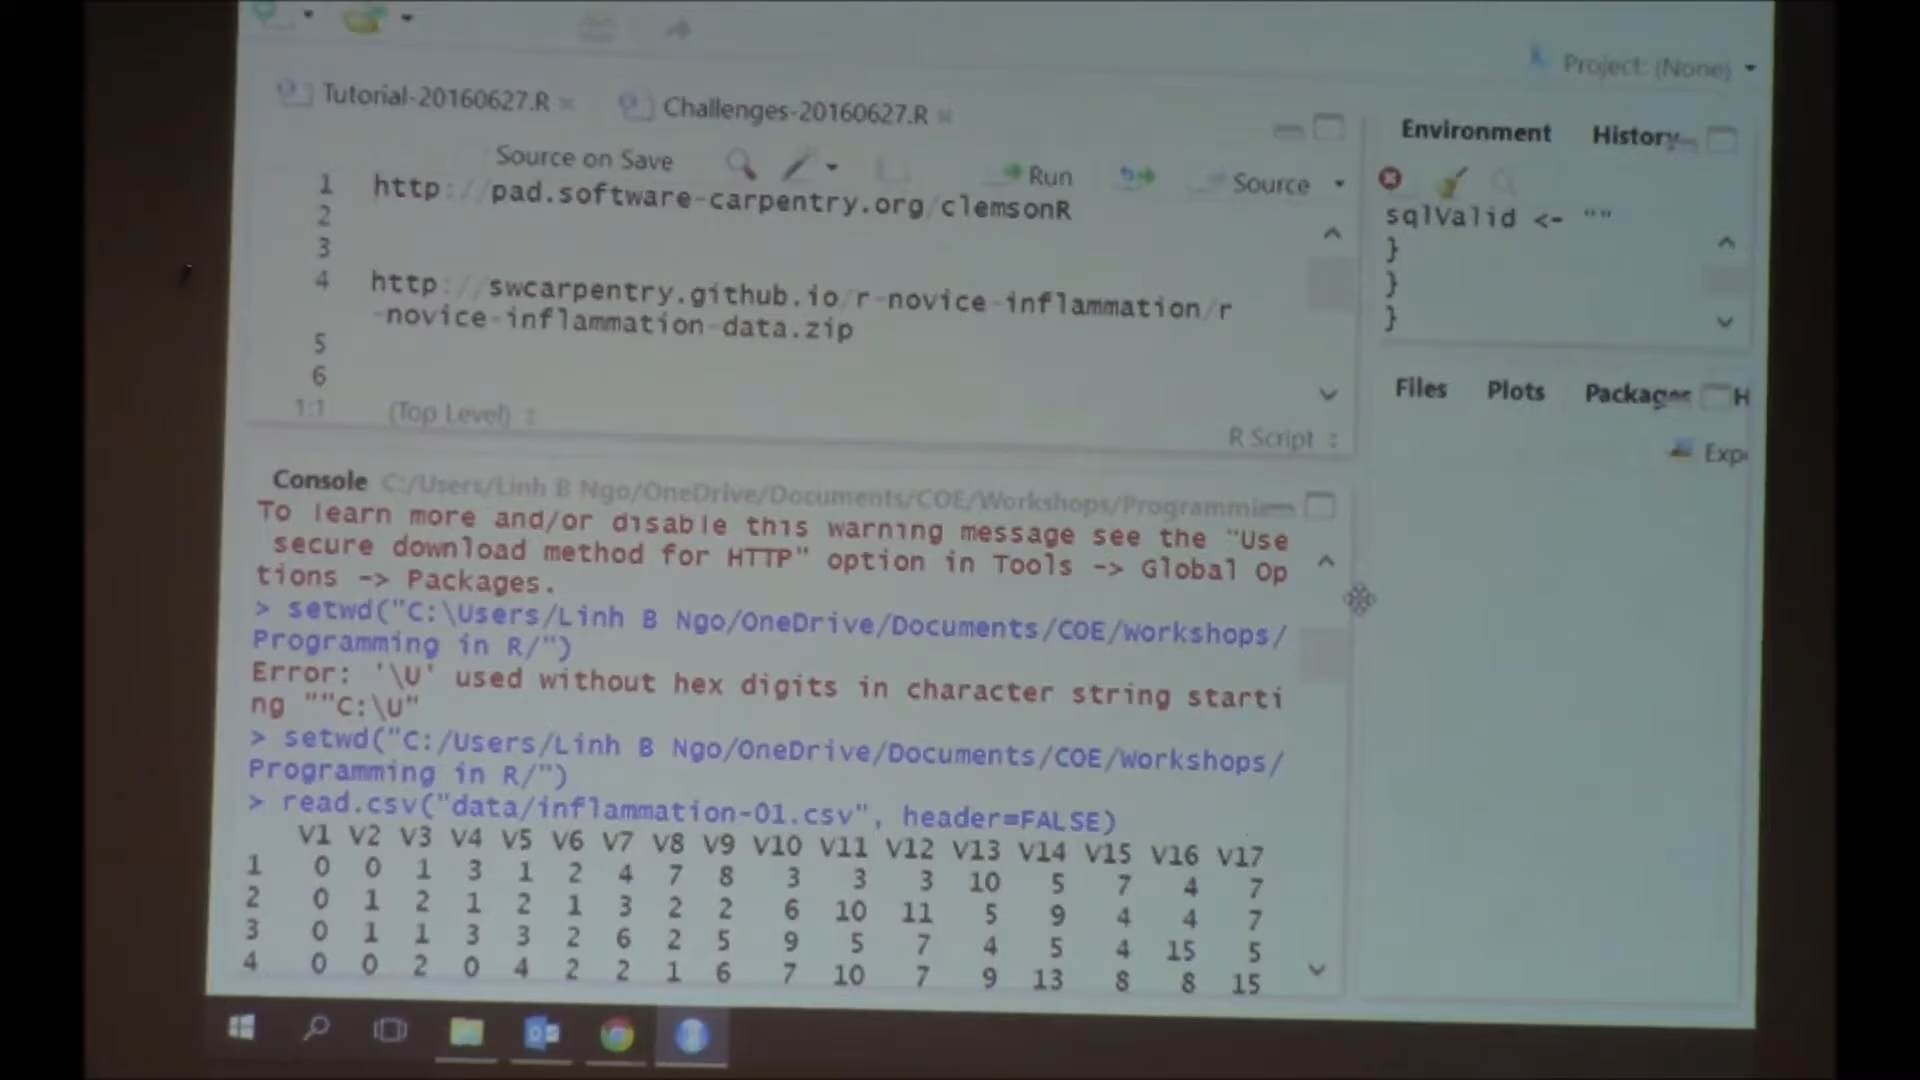 Project: (None)
Tutorial-20160627.R
Challenges-20160627.R
Source on Save
Run
Source
1 http://pad.software-carpentry.org/clemsonR
2
3
4 http://swcarpentry.github.io/r-novice-inflammation/r
-novice-inflammation-data.zip
5
6
1:1 (Top Level)
R Script
Environment History
sqlValid <- ""
}
}
}
Files Plots Packages H
Expo
Console C:/Users/Linh B Ngo/OneDrive/Documents/COE/Workshops/Programmi
To learn more and/or disable this warning message see the "Use
secure download method for HTTP" option in Tools -> Global Op
tions -> Packages.
> setwd("C:\Users/Linh B Ngo/OneDrive/Documents/COE/Workshops/
Programming in R/")
Error: '\U' used without hex digits in character string starti
ng ""C:\U"
> setwd("C:/Users/Linh B Ngo/OneDrive/Documents/COE/Workshops/
Programming in R/")
> read.csv("data/inflammation-01.csv", header=FALSE)
V1 V2 V3 V4 V5 V6 V7 V8 V9 V10 V11 V12 V13 V14 V15 V16 V17
1 0 0 1 3 1 2 4 7 8 3 3 3 10 5 7 4 7
2 0 1 2 1 2 1 3 2 2 6 10 11 5 9 4 4 7
3 0 1 1 3 3 2 6 2 5 9 5 7 4 5 4 15 5
4 0 0 2 0 4 2 2 1 6 7 10 7 9 13 8 8 15